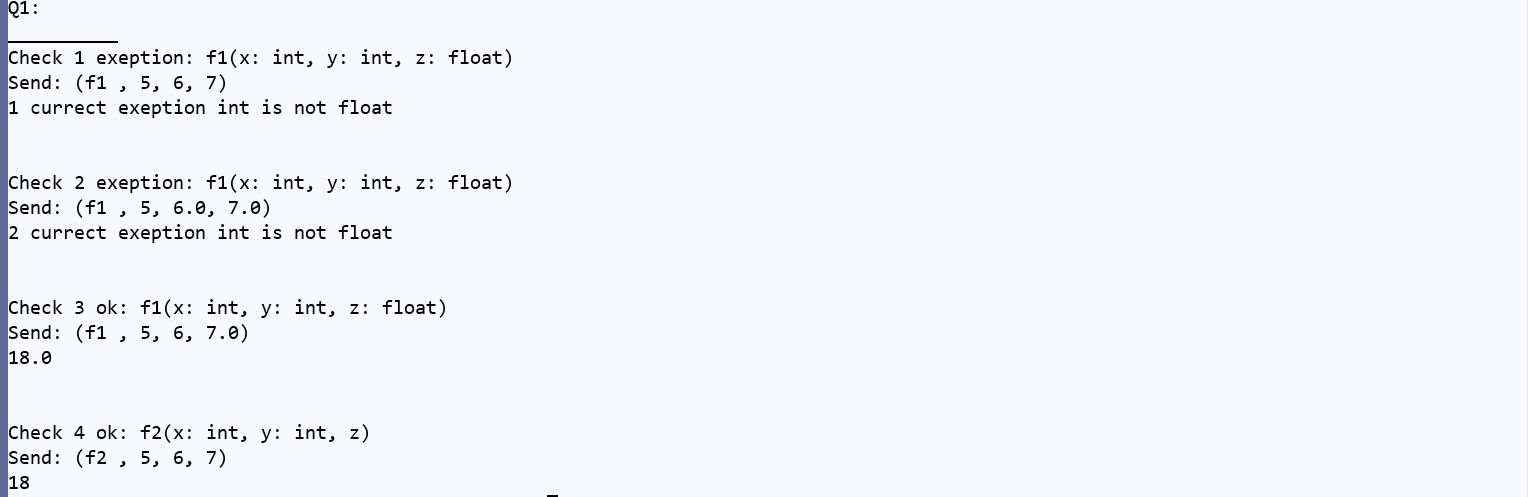 Q1:
__________
Check 1 exeption: f1(x: int, y: int, z: float)
Send: (f1 , 5, 6, 7)
1 currect exeption int is not float
Check 2 exeption: f1(x: int, y: int, z: float)
Send: (f1 , 5, 6.0, 7.0)
2 currect exeption int is not float
Check 3 ok: f1(x: int, y: int, z: float)
Send: (f1 , 5, 6, 7.0)
18.0
Check 4 ok: f2(x: int, y: int, z)
Send: (f2 , 5, 6, 7)
18